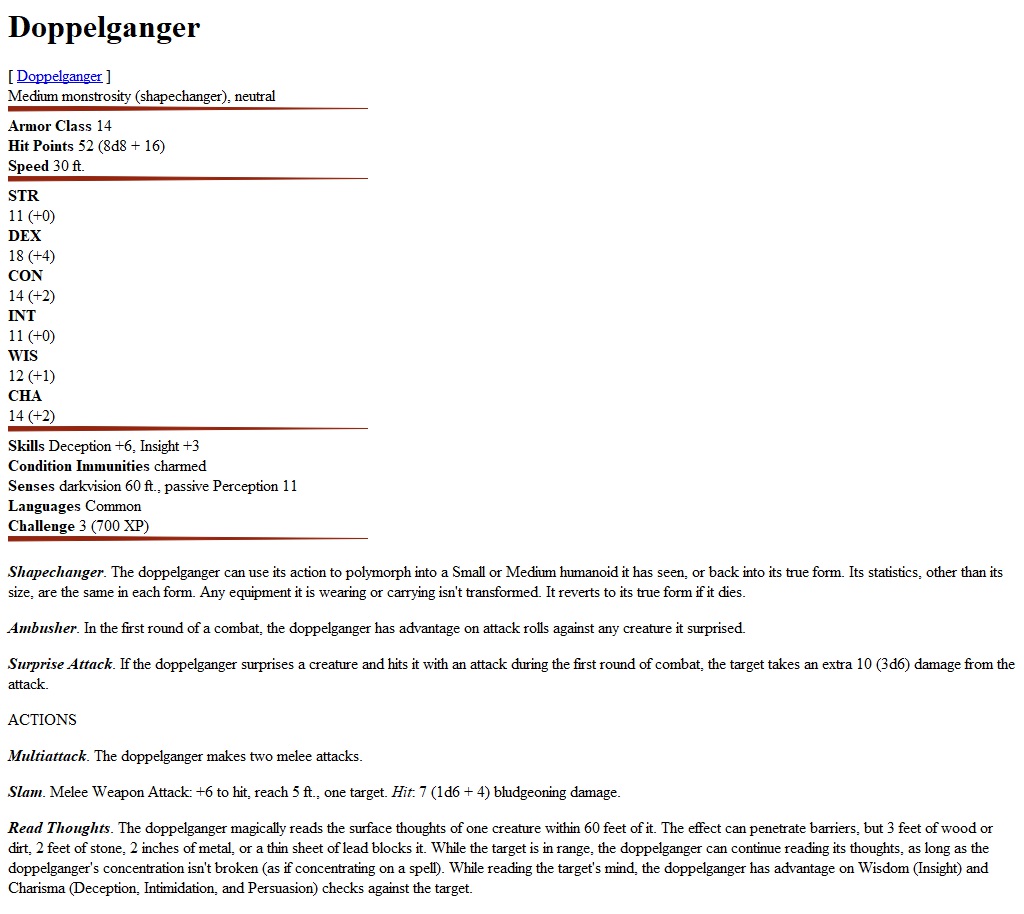 Doppelganger
[ Doppelganger ]
Medium monstrosity (shapechanger), neutral
Armor Class 14
Hit Points 52 (8d8 + 16)
Speed 30 ft.
STR
11 (+0)
DEX
18 (+4)
CON
14 (+2)
INT
11 (+0)
WIS
12 (+1)
CHA
14 (+2)
Skills Deception +6, Insight +3
Condition Immunities charmed
Senses darkvision 60 ft., passive Perception 11
Languages Common
Challenge 3 (700 XP)
Shapechanger. The doppelganger can use its action to polymorph into a Small or Medium humanoid it has seen, or back into its true form. Its statistics, other than its
size, are the same in each form. Any equipment it is wearing or carrying isn't transformed. It reverts to its true form if it dies.
Ambusher. In the first round of a combat, the doppelganger has advantage on attack rolls against any creature it surprised.
Surprise Attack. If the doppelganger surprises a creature and hits it with an attack during the first round of combat, the target takes an extra 10 (3d6) damage from the
attack.
ACTIONS
Multiattack. The doppelganger makes two melee attacks.
Slam. Melee Weapon Attack: +6 to hit, reach 5 ft., one target. Hit: 7 (1d6 + 4) bludgeoning damage.
Read Thoughts. The doppelganger magically reads the surface thoughts of one creature within 60 feet of it. The effect can penetrate barriers, but 3 feet of wood or
dirt, 2 feet of stone, 2 inches of metal, or a thin sheet of lead blocks it. While the target is in range, the doppelganger can continue reading its thoughts, as long as the
doppelganger's concentration isn't broken (as if concentrating on a spell). While reading the target's mind, the doppelganger has advantage on Wisdom (Insight) and
Charisma (Deception, Intimidation, and Persuasion) checks against the target.